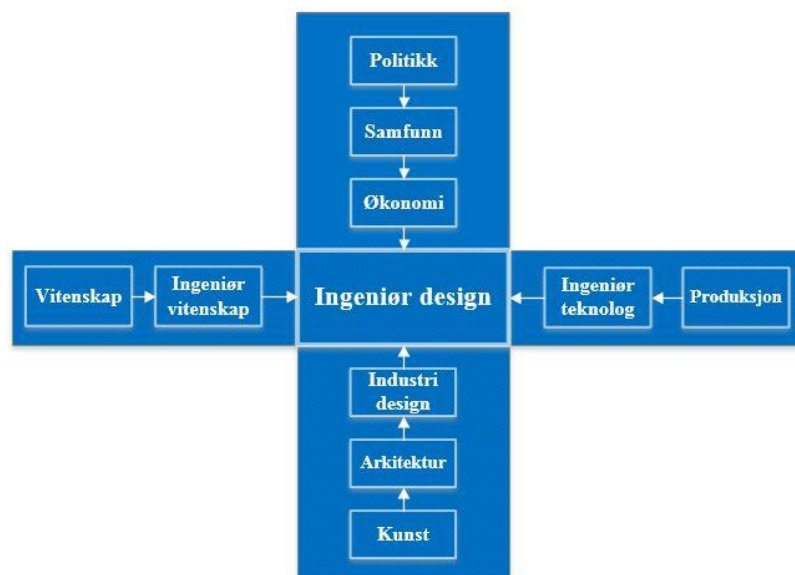 Politikk
Samfunn
Økonomi
Vitenskap
Ingeniør
vitenskap
Ingeniør design
Ingeniør
teknolog
Produksjon
Industri
design
Arkitektur
Kunst